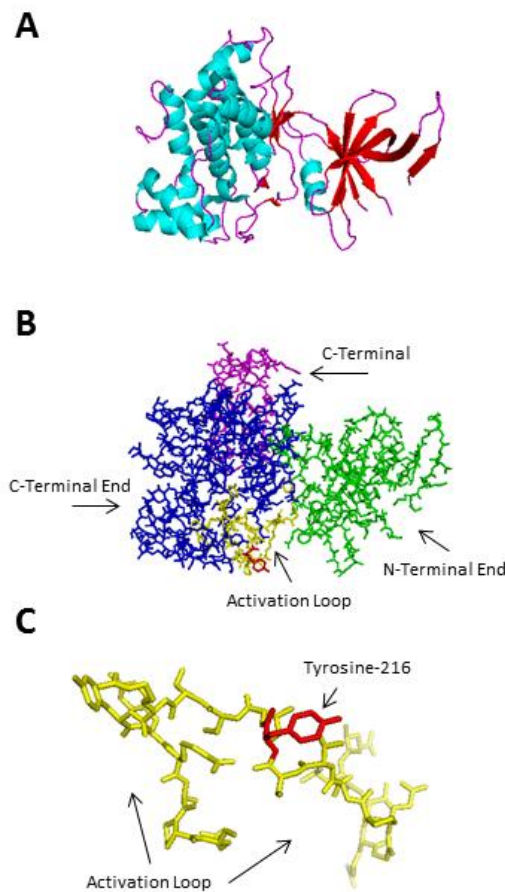 A
B
C-Terminal
C-Terminal End
N-Terminal End
Activation Loop
C
Tyrosine-216
Activation Loop